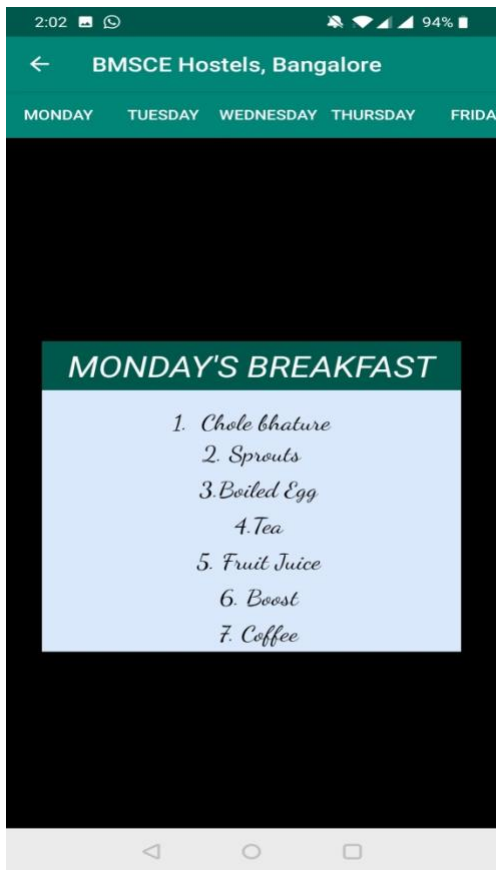 2:02 94%
BMSCE Hostels, Bangalore
MONDAY TUESDAY WEDNESDAY THURSDAY FRIDA
MONDAY'S BREAKFAST
1. Chole bhature
2. Sprouts
3.Boiled Egg
4.Tea
5. Fruit Juice
6. Boost
7. Coffee